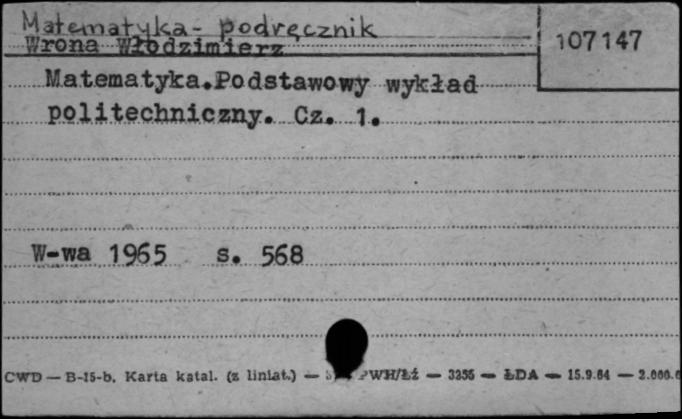 Matematyka - podręcznik
Wrona Włodzimierz
107147
Matematyka.Podstawowy wykład
politechniczny. Cz. 1.
W-wa 1965 s. 568
CWD — B-15-b. Karta katal. (z liniat.) — PWH/Łź — 3255 — ŁDA — 15.9.64 — 2.000.0